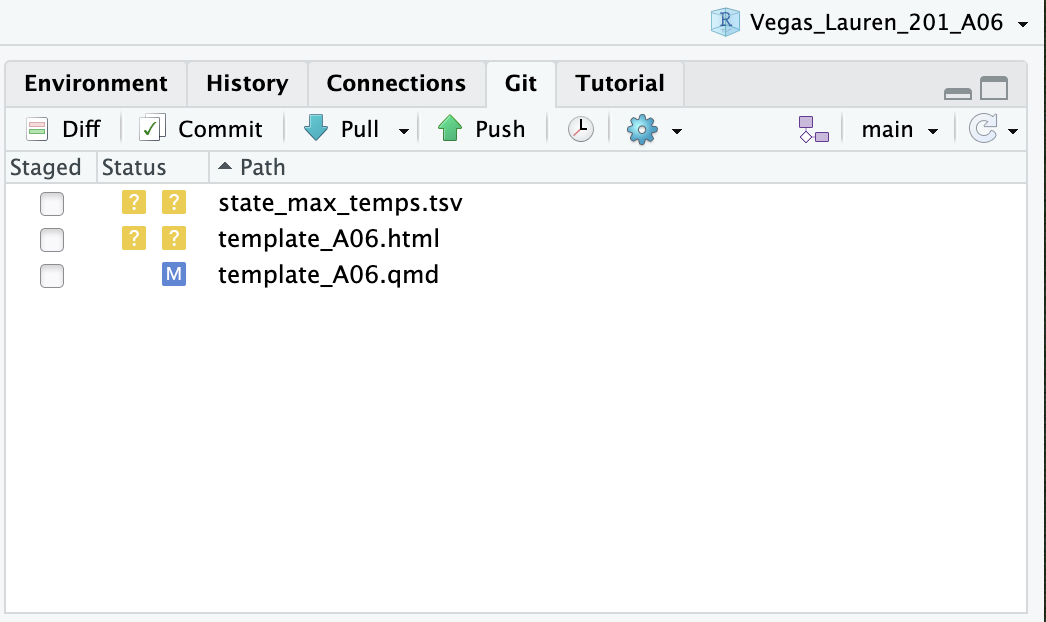 R Vegas_Lauren_201_A06
Environment History Connections Git Tutorial
Diff Commit Pull Push main
Staged Status Path
? ? state_max_temps.tsv
? ? template_A06.html
M template_A06.qmd